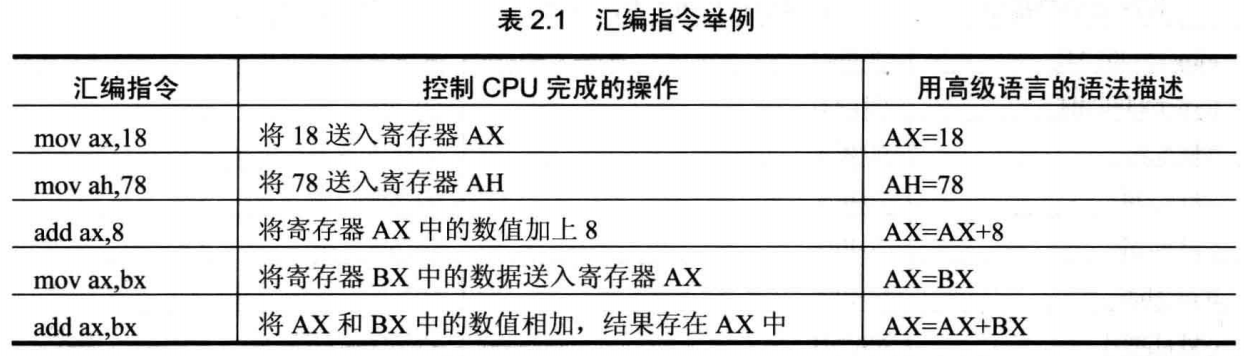 表 2.1 汇编指令举例
汇编指令 控制 CPU 完成的操作 用高级语言的语法描述
mov ax,18 将 18 送入寄存器 AX AX=18
mov ah,78 将 78 送入寄存器 AH AH=78
add ax,8 将寄存器 AX 中的数值加上 8 AX=AX+8
mov ax,bx 将寄存器 BX 中的数据送入寄存器 AX AX=BX
add ax,bx 将 AX 和 BX 中的数值相加，结果存在 AX 中 AX=AX+BX